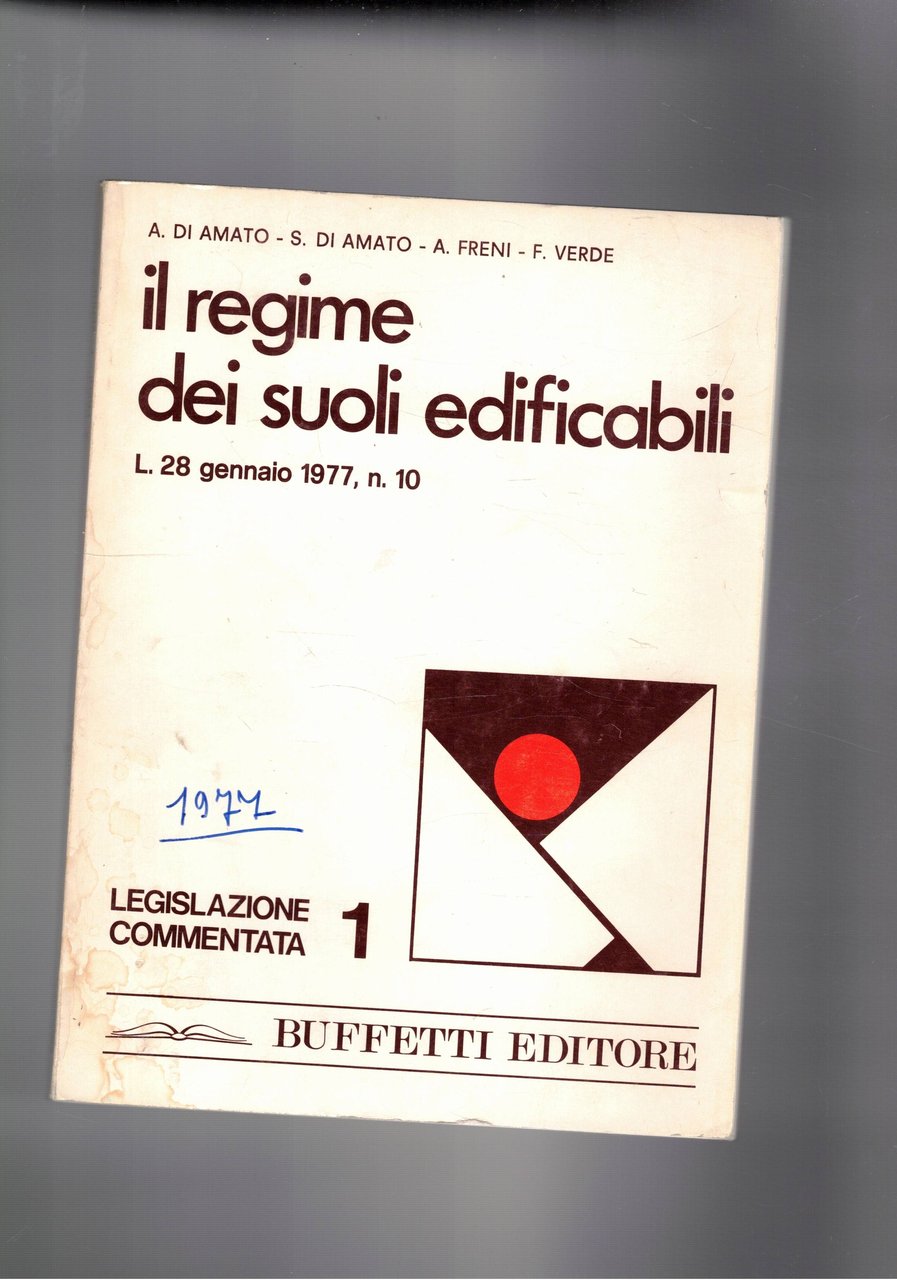 A. DI AMATO - S. DI AMATO - A. FRENI - F. VERDE
il regime
dei suoli edificabili
L. 28 gennaio 1977, n. 10
1977
LEGISLAZIONE
COMMENTATA 1
BUFFETTI EDITORE